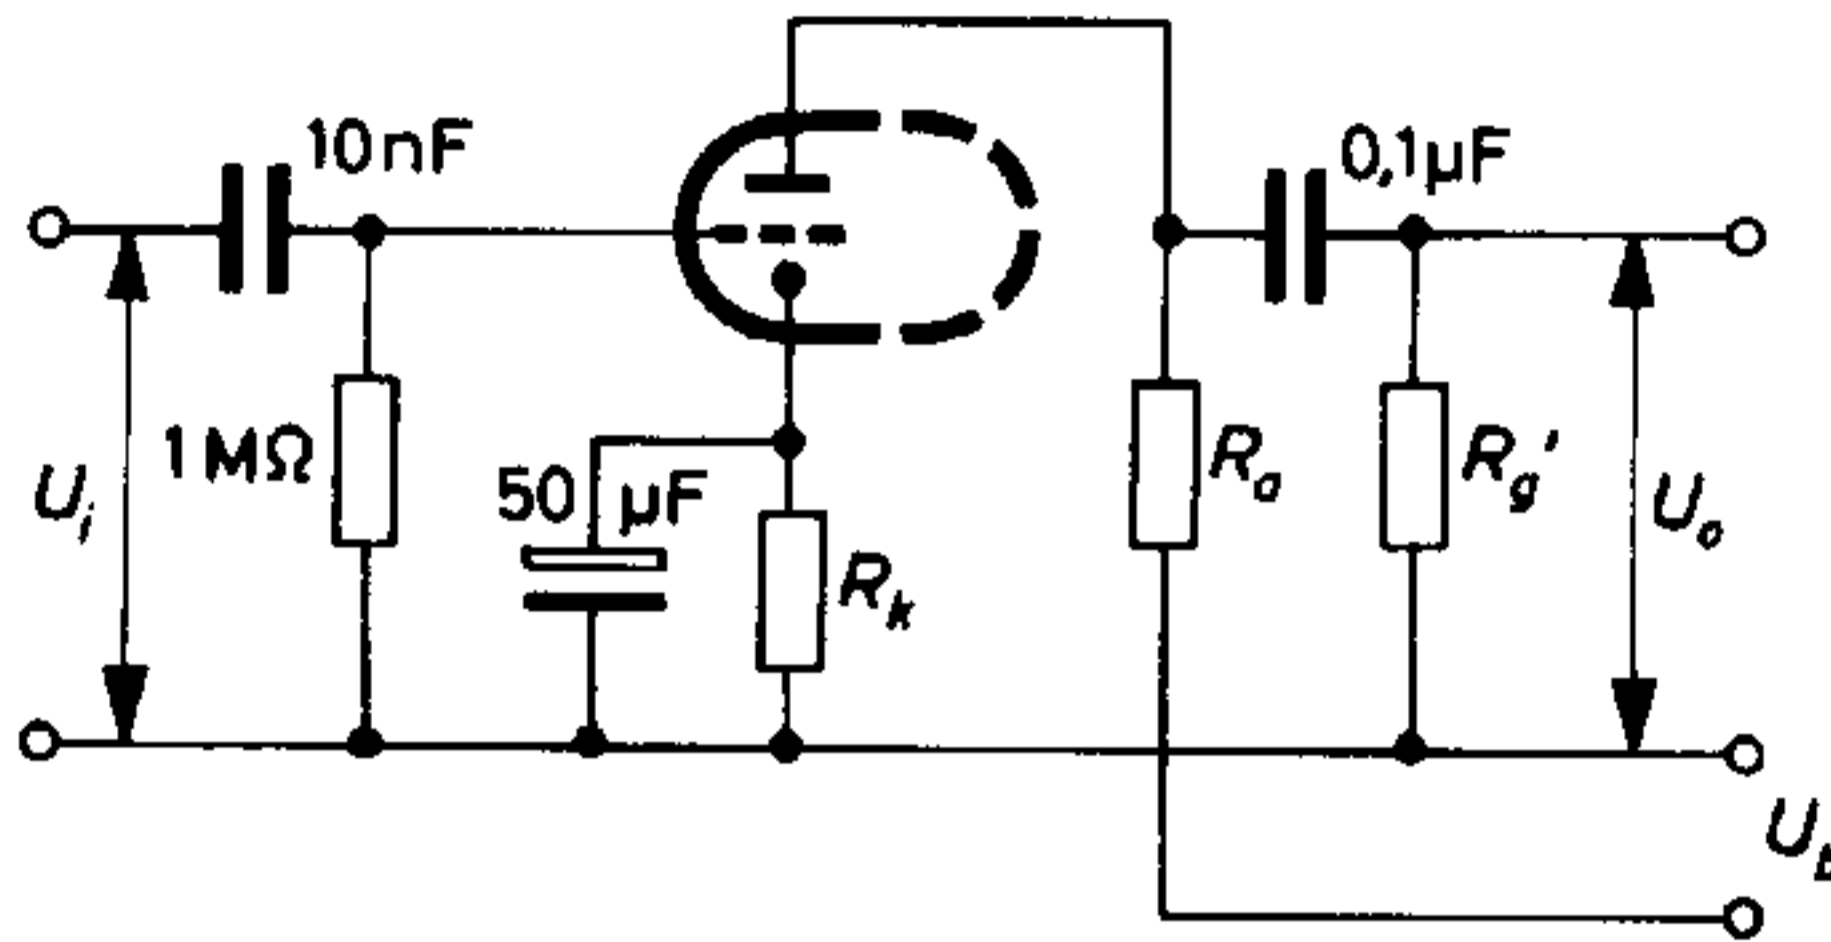 10nF
0,1µF
1MΩ
Ui
50 µF
Rk
Ra
Rg'
Uo